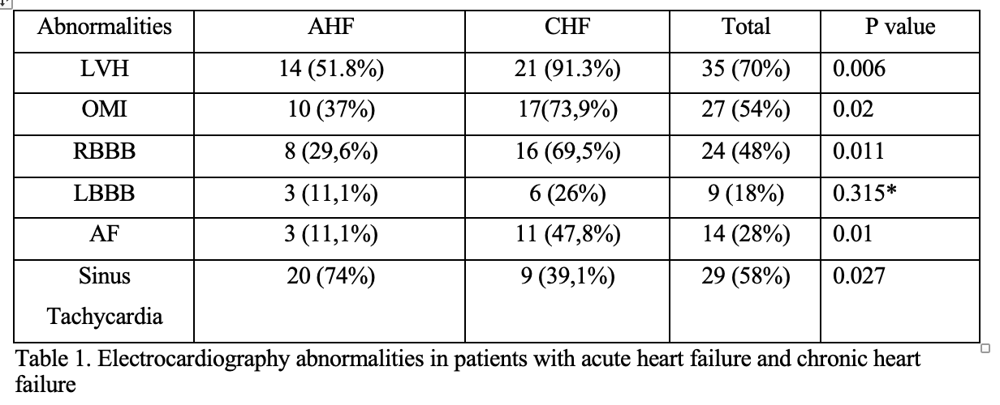 Abnormalities AHF CHF Total P value
LVH 14 (51.8%) 21 (91.3%) 35 (70%) 0.006
OMI 10 (37%) 17(73,9%) 27 (54%) 0.02
RBBB 8 (29,6%) 16 (69,5%) 24 (48%) 0.011
LBBB 3 (11,1%) 6 (26%) 9 (18%) 0.315*
AF 3 (11,1%) 11 (47,8%) 14 (28%) 0.01
Sinus 20 (74%) 9 (39,1%) 29 (58%) 0.027
Tachycardia
Table 1. Electrocardiography abnormalities in patients with acute heart failure and chronic heart
failure